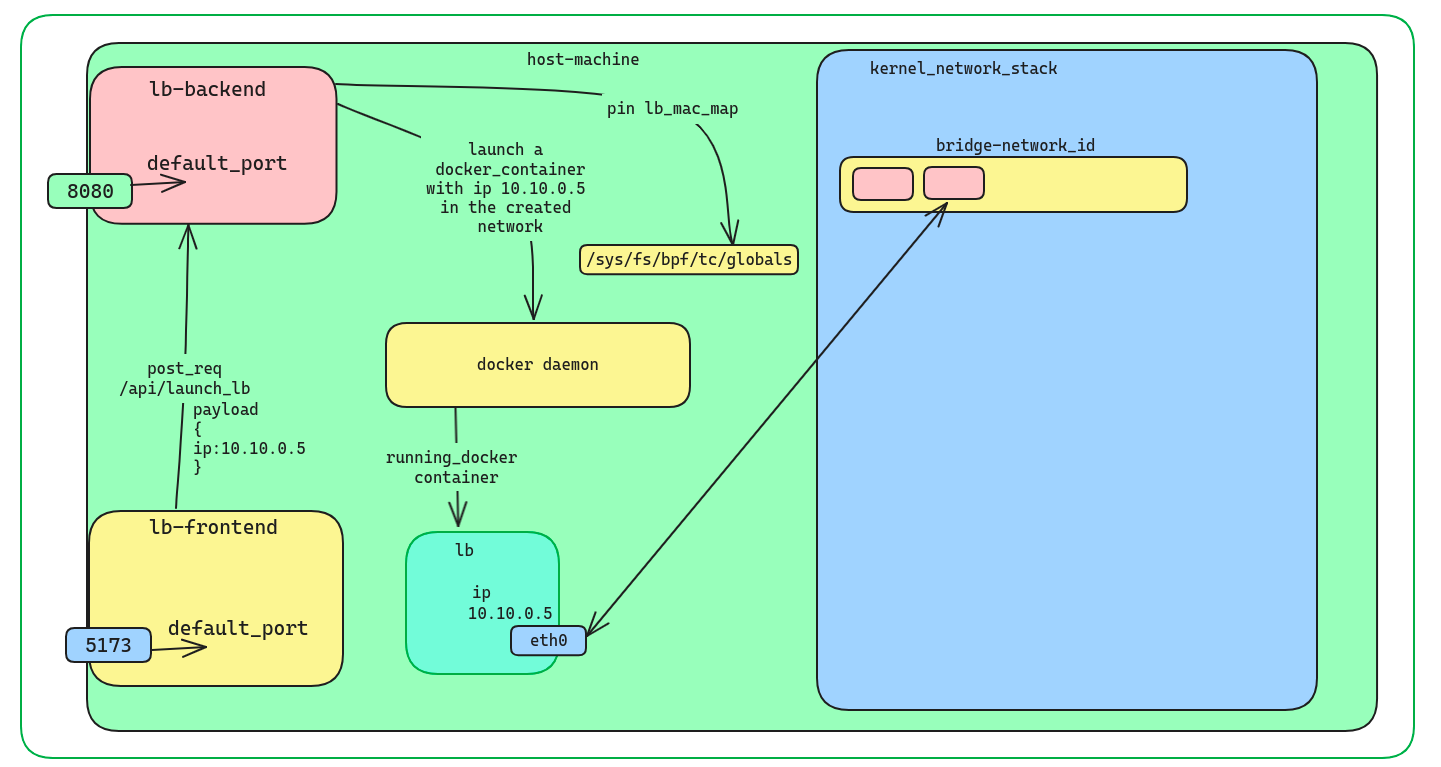 host-machine
kernel_network_stack
lb-backend
pin lb_mac_map
bridge-network_id
launch a
docker_container
with ip 10.10.0.5
in the created
network
default_port
8080
/sys/fs/bpf/tc/globals
docker daemon
post_req
/api/launch_lb
payload
{
ip:10.10.0.5
}
running_docker
container
lb-frontend
lb
ip
10.10.0.5
default_port
5173
eth0